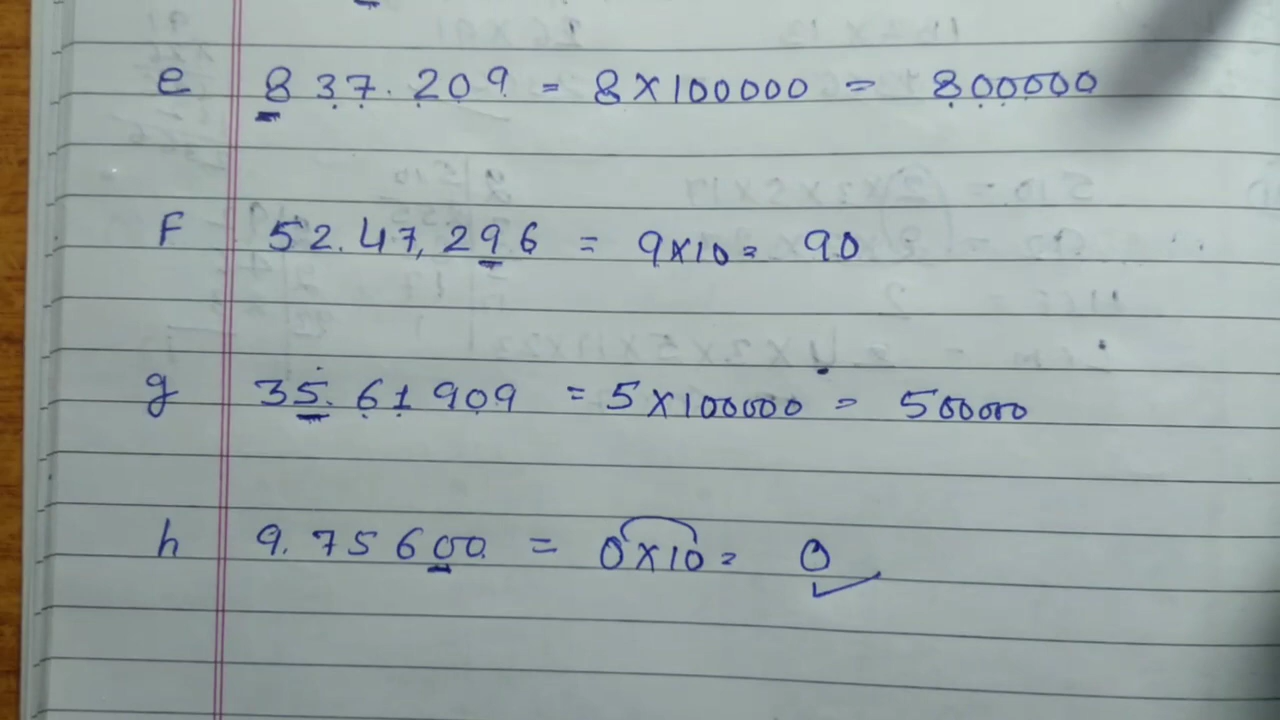 e 837.209 = 8×100000 = 800000
F 52.47,296 = 9×10= 90
g 35.61909 = 5×100000 = 500000
h 9.75600 = 0×10= 0